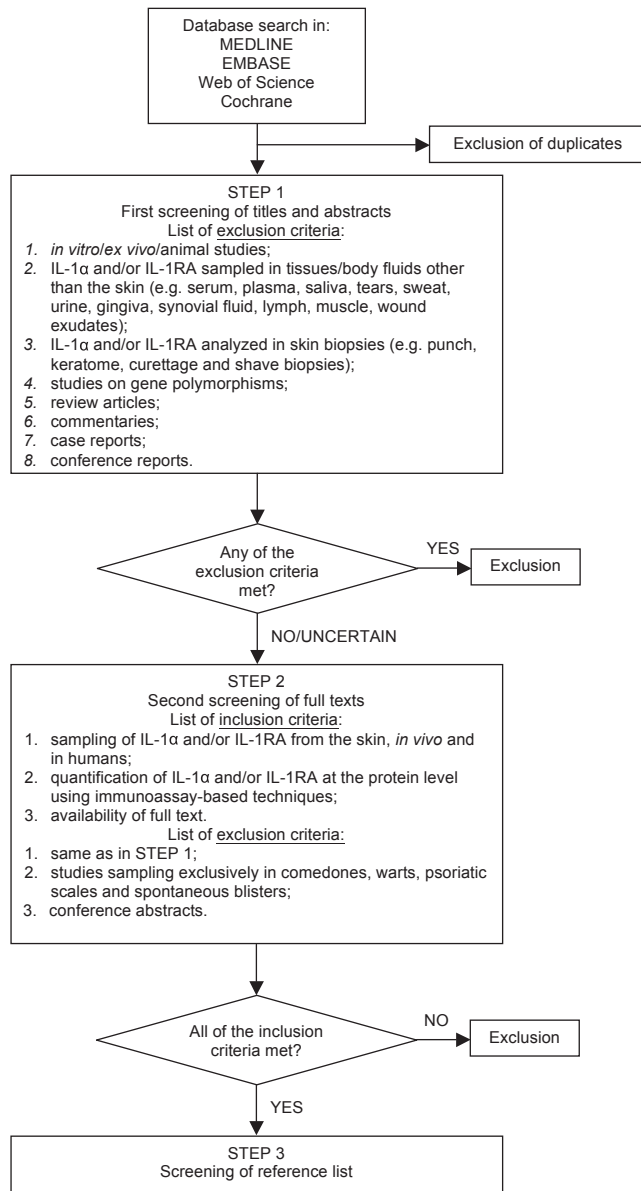 Database search in:
MEDLINE
EMBASE
Web of Science
Cochrane
Exclusion of duplicates
STEP 1
First screening of titles and abstracts
List of exclusion criteria:
1. in vitro/ex vivo/animal studies;
2. IL-1α and/or IL-1RA sampled in tissues/body fluids other
than the skin (e.g. serum, plasma, saliva, tears, sweat,
urine, gingiva, synovial fluid, lymph, muscle, wound
exudates);
3. IL-1α and/or IL-1RA analyzed in skin biopsies (e.g. punch,
keratome, curettage and shave biopsies);
4. studies on gene polymorphisms;
5. review articles;
6. commentaries;
7. case reports;
8. conference reports.
Any of the
exclusion criteria
met?
YES
Exclusion
NO/UNCERTAIN
STEP 2
Second screening of full texts
List of inclusion criteria:
1. sampling of IL-1α and/or IL-1RA from the skin, in vivo and
in humans;
2. quantification of IL-1α and/or IL-1RA at the protein level
using immunoassay-based techniques;
3. availability of full text.
List of exclusion criteria:
1. same as in STEP 1;
2. studies sampling exclusively in comedones, warts, psoriatic
scales and spontaneous blisters;
3. conference abstracts.
All of the inclusion
criteria met?
NO
Exclusion
YES
STEP 3
Screening of reference list